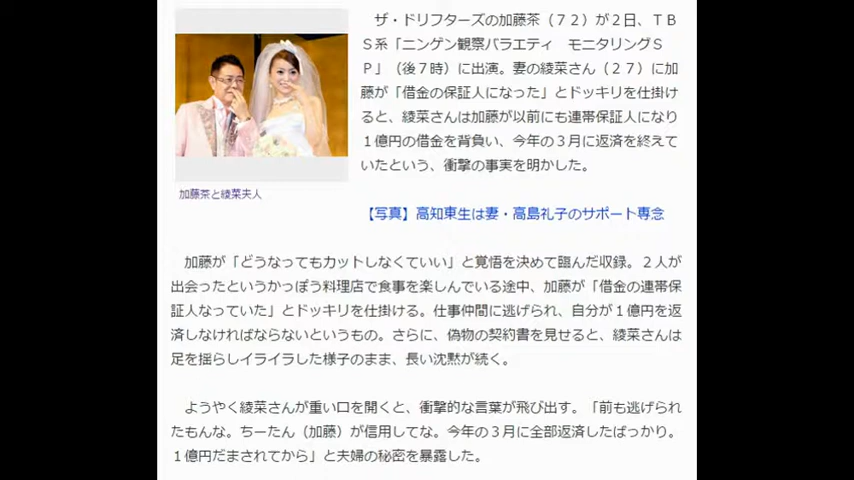 ザ・ドリフターズの加藤茶（７２）が２日、ＴＢ
Ｓ系「ニンゲン観察バラエティ　モニタリングＳ
Ｐ」（後７時）に出演。妻の綾菜さん（２７）に加
藤が「借金の保証人になった」とドッキリを仕掛け
ると、綾菜さんは加藤が以前にも連帯保証人になり
１億円の借金を背負い、今年の３月に返済を終えて
いたという、衝撃の事実を明かした。
加藤茶と綾菜夫人
【写真】高知東生は妻・高島礼子のサポート専念
加藤が「どうなってもカットしなくていい」と覚悟を決めて臨んだ収録。２人が
出会ったというかっぽう料理店で食事を楽しんでいる途中、加藤が「借金の連帯保
証人なっていた」とドッキリを仕掛ける。仕事仲間に逃げられ、自分が１億円を返
済しなければならないというもの。さらに、偽物の契約書を見せると、綾菜さんは
足を揺らしイライラした様子のまま、長い沈黙が続く。
ようやく綾菜さんが重い口を開くと、衝撃的な言葉が飛び出す。「前も逃げられ
たもんな。ちーたん（加藤）が信用してな。今年の３月に全部返済したばっかり。
１億円だまされてから」と夫婦の秘密を暴露した。